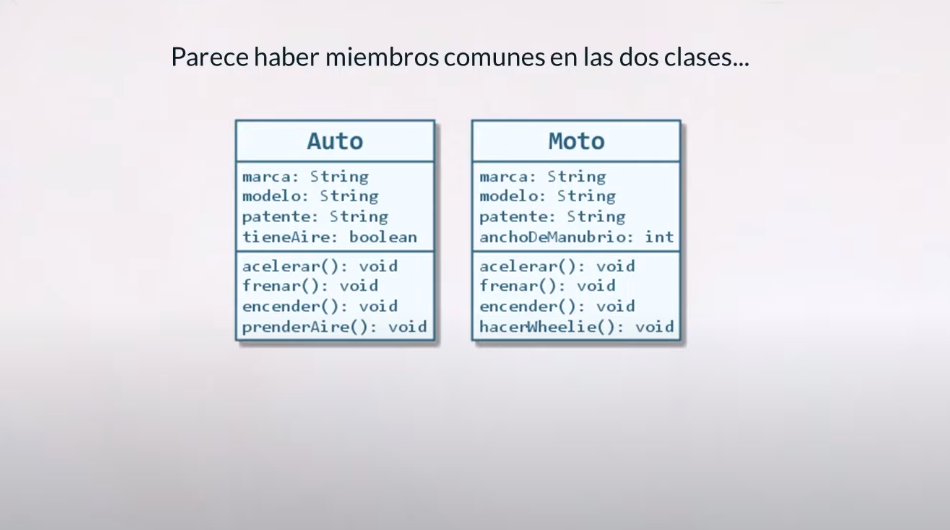 Parece haber miembros comunes en las dos clases...
Auto
marca: String
modelo: String
patente: String
tieneAire: boolean
acelerar(): void
frenar(): void
encender(): void
prenderAire(): void
Moto
marca: String
modelo: String
patente: String
anchoDeManubrio: int
acelerar(): void
frenar(): void
encender(): void
hacerWheelie(): void